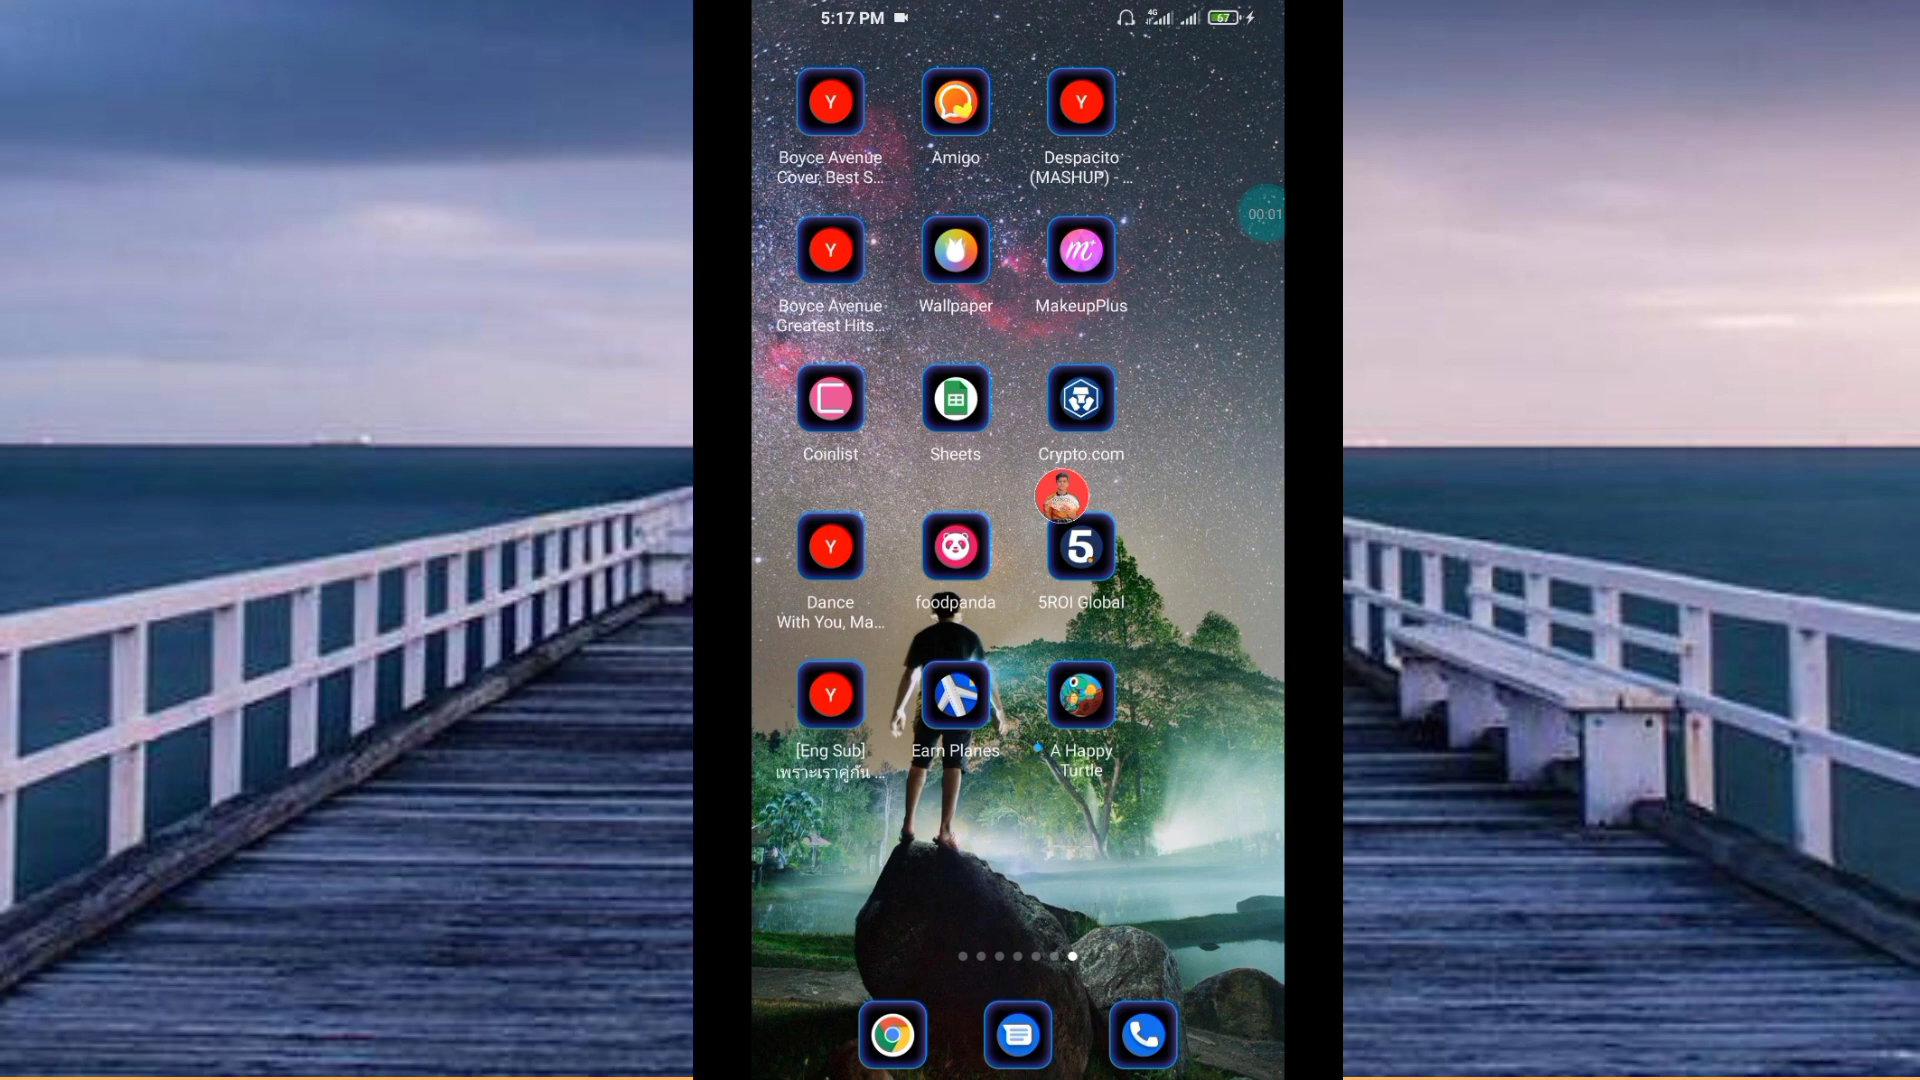 5:17 PM
4G
67
Y
Y
Boyce Avenue
Cover, Best S...
Amigo
Despacito
(MASHUP) - ...
00:01
Y
m+
Boyce Avenue
Greatest Hits...
Wallpaper
MakeupPlus
Coinlist
Sheets
Crypto.com
Y
5
Dance
With You, Ma...
foodpanda
5ROI Global
Y
[Eng Sub]
เพราะเราคู่กัน ...
Earn Planes
A Happy
Turtle